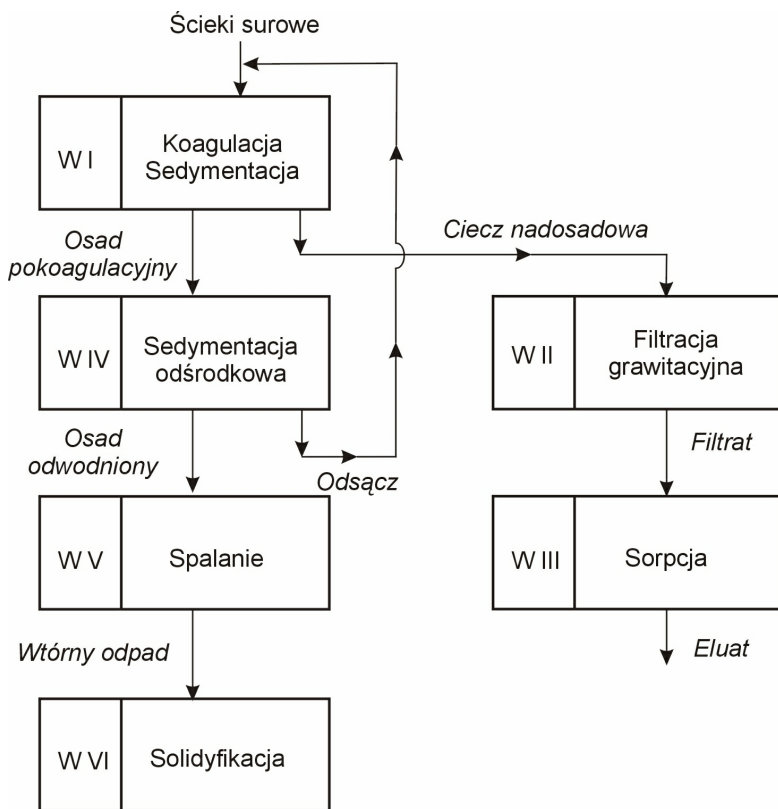 Ścieki surowe
W I
Koagulacja
Sedymentacja
Osad
pokoagulacyjny
Ciecz nadosadowa
W IV
Sedymentacja
odśrodkowa
W II
Filtracja
grawitacyjna
Osad
odwodniony
Odsącz
Filtrat
W V
Spalanie
W III
Sorpcja
Wtórny odpad
Eluat
W VI
Solidyfikacja